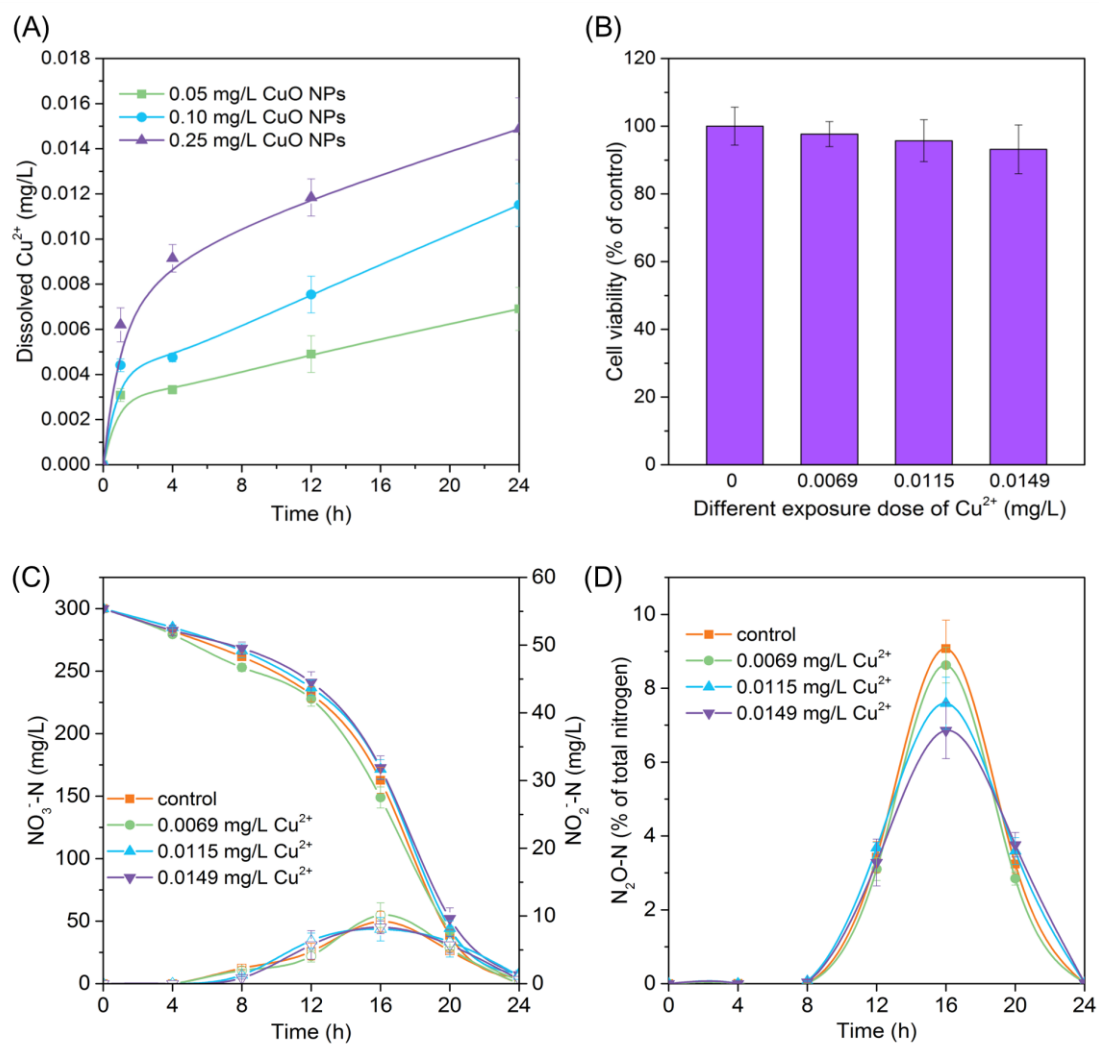 (A)
0.018
0.016
0.014
0.012
0.010
0.008
0.006
0.004
0.002
0.000
Dissolved Cu²⁺ (mg/L)
0.05 mg/L CuO NPs
0.10 mg/L CuO NPs
0.25 mg/L CuO NPs
0 4 8 12 16 20 24
Time (h)
(B)
120
100
80
60
40
20
0
Cell viability (% of control)
0 0.0069 0.0115 0.0149
Different exposure dose of Cu²⁺ (mg/L)
(C)
300
250
200
150
100
50
0
NO₃⁻-N (mg/L)
control
0.0069 mg/L Cu²⁺
0.0115 mg/L Cu²⁺
0.0149 mg/L Cu²⁺
60
50
40
30
20
10
0
NO₂⁻-N (mg/L)
0 4 8 12 16 20 24
Time (h)
(D)
10
8
6
4
2
0
N₂O-N (% of total nitrogen)
control
0.0069 mg/L Cu²⁺
0.0115 mg/L Cu²⁺
0.0149 mg/L Cu²⁺
0 4 8 12 16 20 24
Time (h)